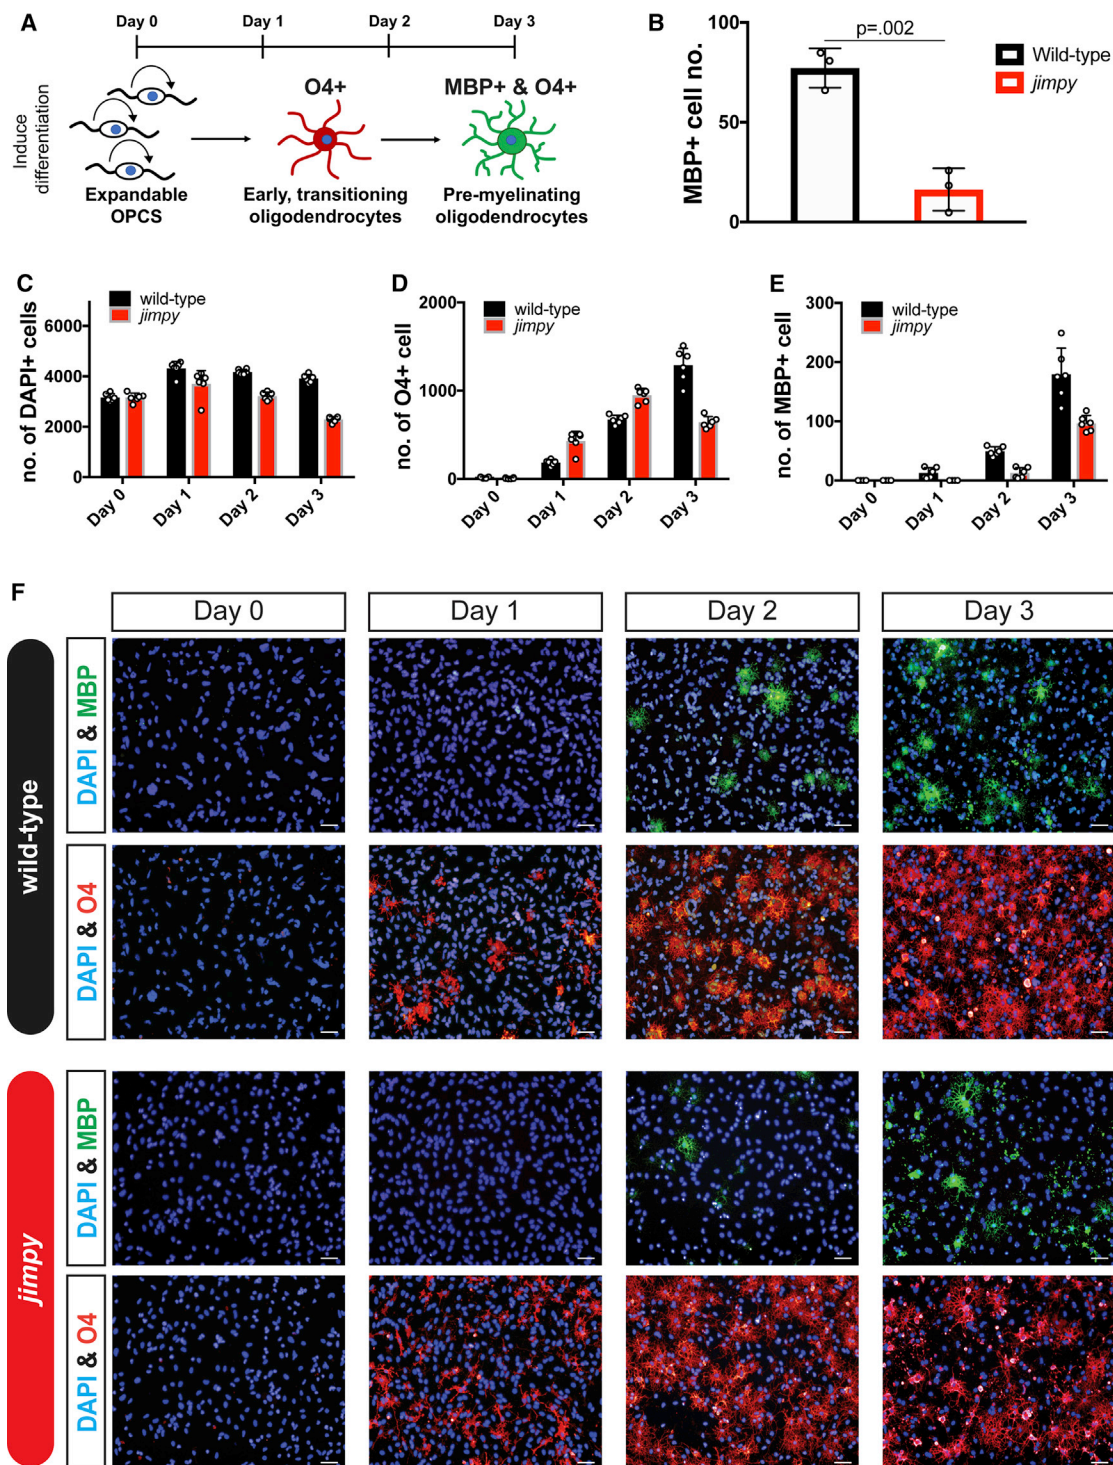 A
Day 0
Day 1
Day 2
Day 3
Induce
differentiation
O4+
MBP+ & O4+
Expandable
OPCS
Early, transitioning
oligodendrocytes
Pre-myelinating
oligodendrocytes
B
MBP+ cell no.
100
50
0
p=.002
Wild-type
jimpy
C
no. of DAPI+ cells
6000
4000
2000
0
wild-type
jimpy
Day 0
Day 1
Day 2
Day 3
D
no. of O4+ cell
2000
1000
0
wild-type
jimpy
Day 0
Day 1
Day 2
Day 3
E
no. of MBP+ cell
300
200
100
0
wild-type
jimpy
Day 0
Day 1
Day 2
Day 3
F
Day 0
Day 1
Day 2
Day 3
wild-type
DAPI & MBP
DAPI & O4
jimpy
DAPI & MBP
DAPI & O4